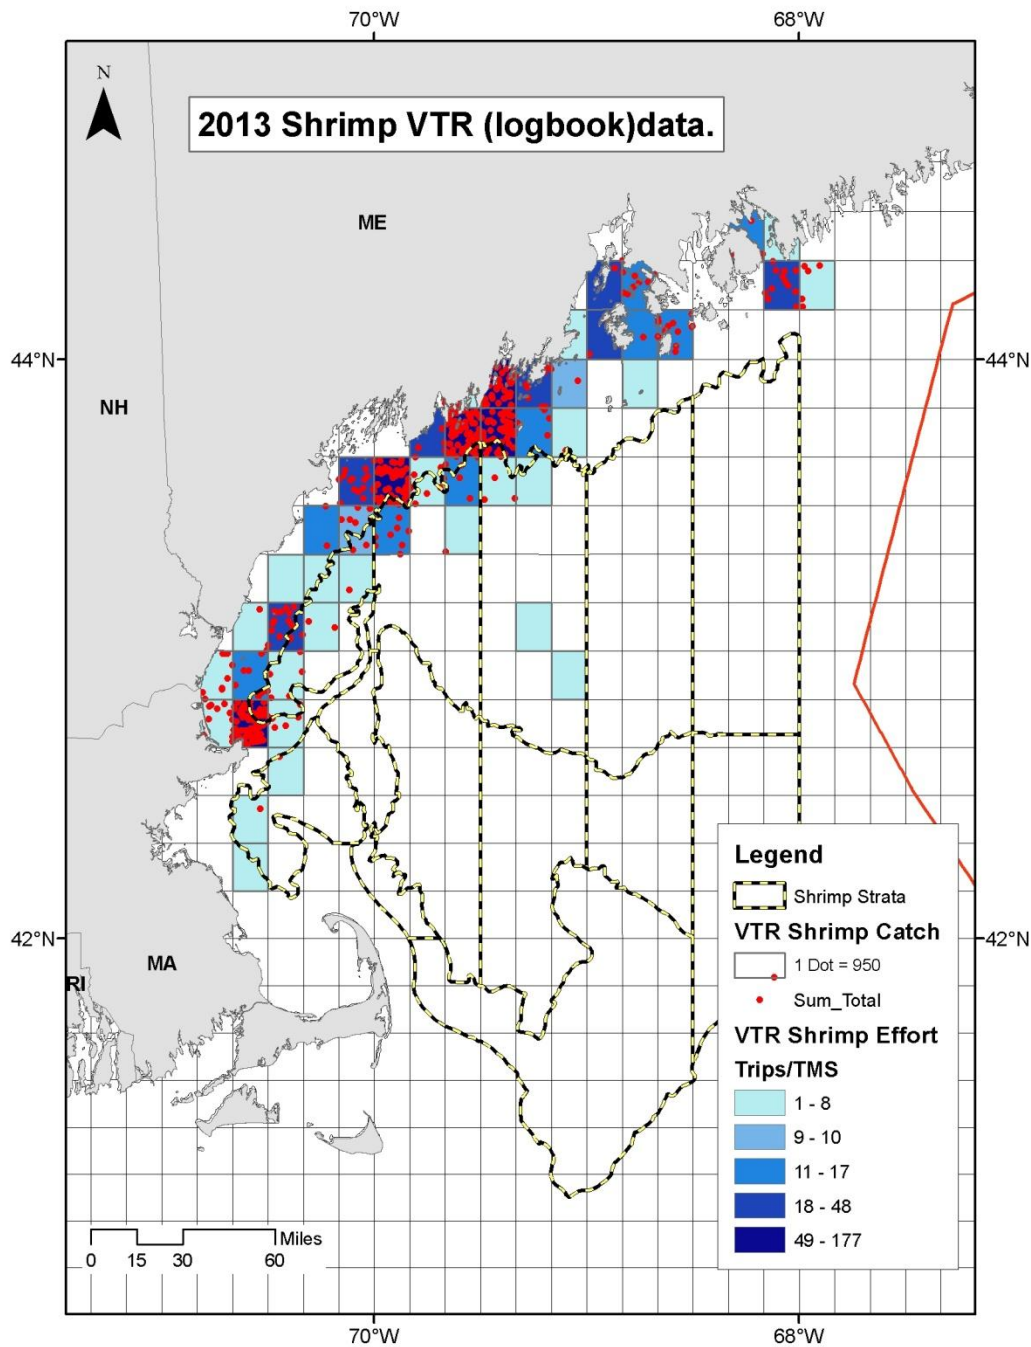 70°W
68°W
N
2013 Shrimp VTR (logbook)data.
ME
44°N
44°N
NH
Legend
Shrimp Strata
VTR Shrimp Catch
1 Dot = 950
Sum_Total
VTR Shrimp Effort
Trips/TMS
1 - 8
9 - 10
11 - 17
18 - 48
49 - 177
42°N
42°N
MA
RI
Miles
0 15 30 60
70°W
68°W